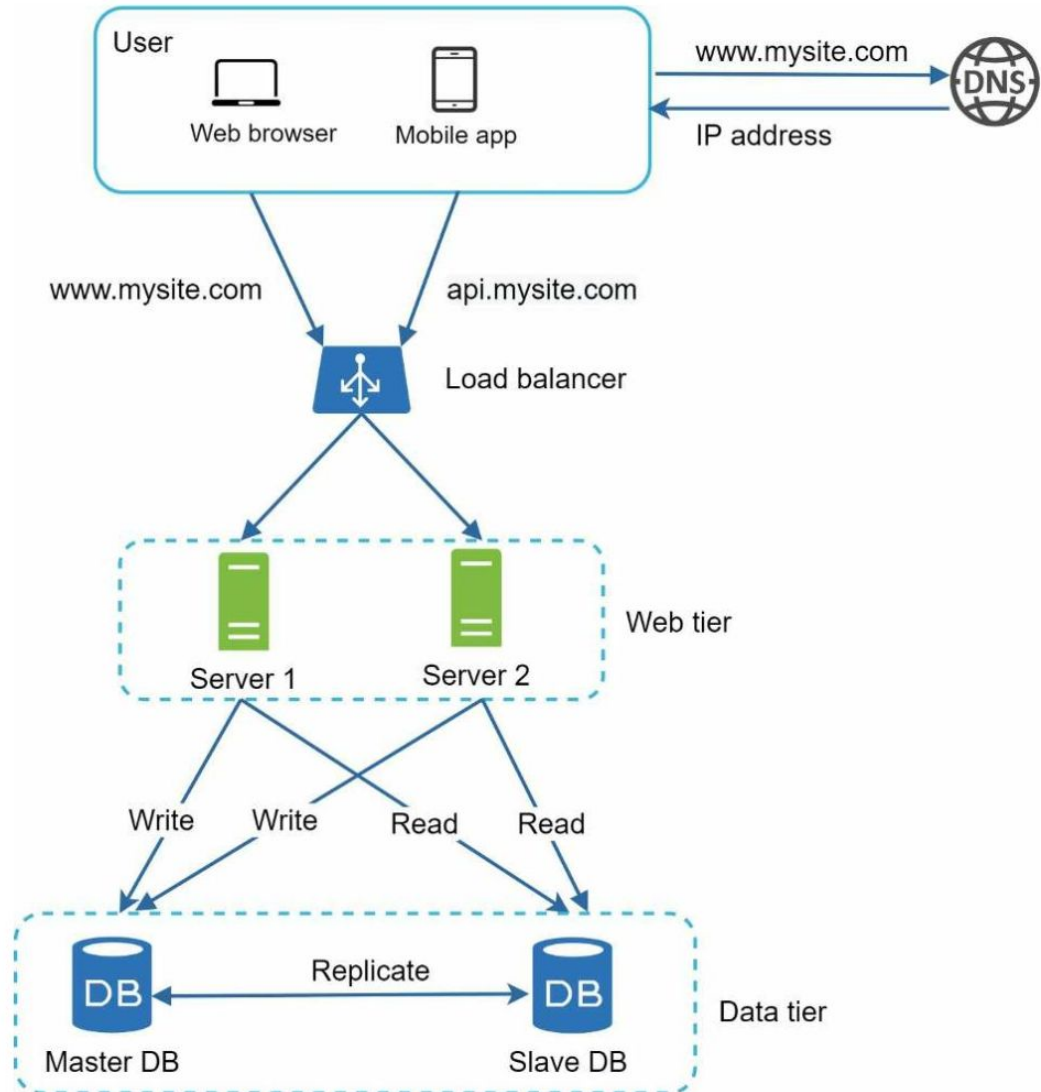 User
www.mysite.com
DNS
Web browser
Mobile app
IP address
www.mysite.com
api.mysite.com
Load balancer
Web tier
Server 1
Server 2
Write
Write
Read
Read
Replicate
DB
DB
Data tier
Master DB
Slave DB